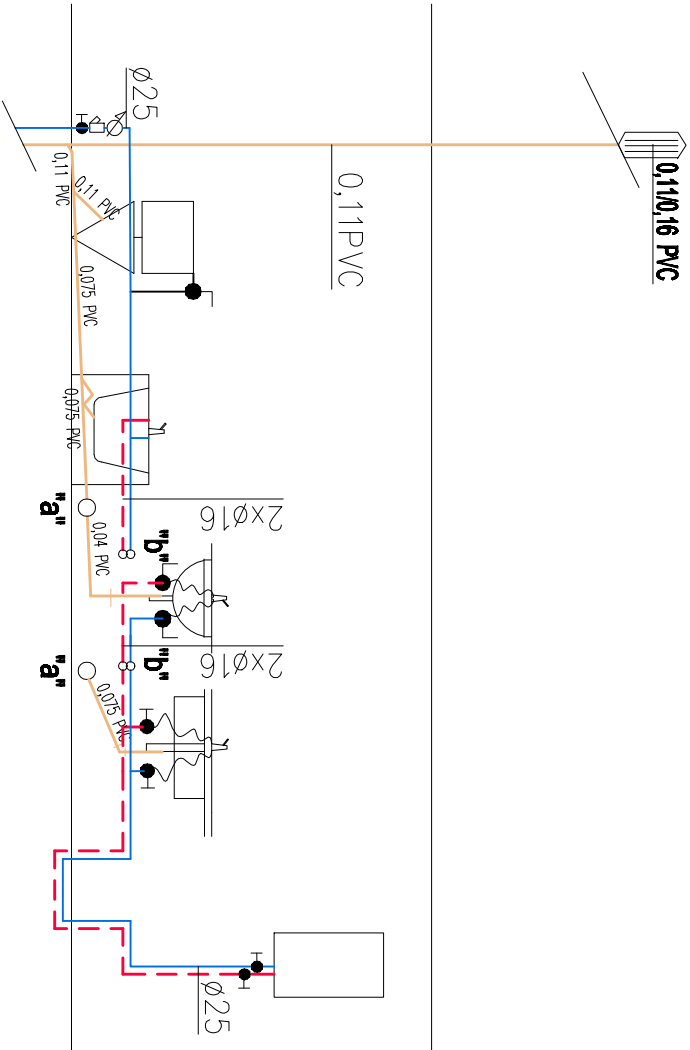 0,11/0,16 PVC
ø25
0,11PVC
0,11 PVC
0,11 PVC
0,075 PVC
0,075 PVC
2xø16
"a"
0,04 PVC
"b"
2xø16
"a"
"b"
0,075 PVC
ø25